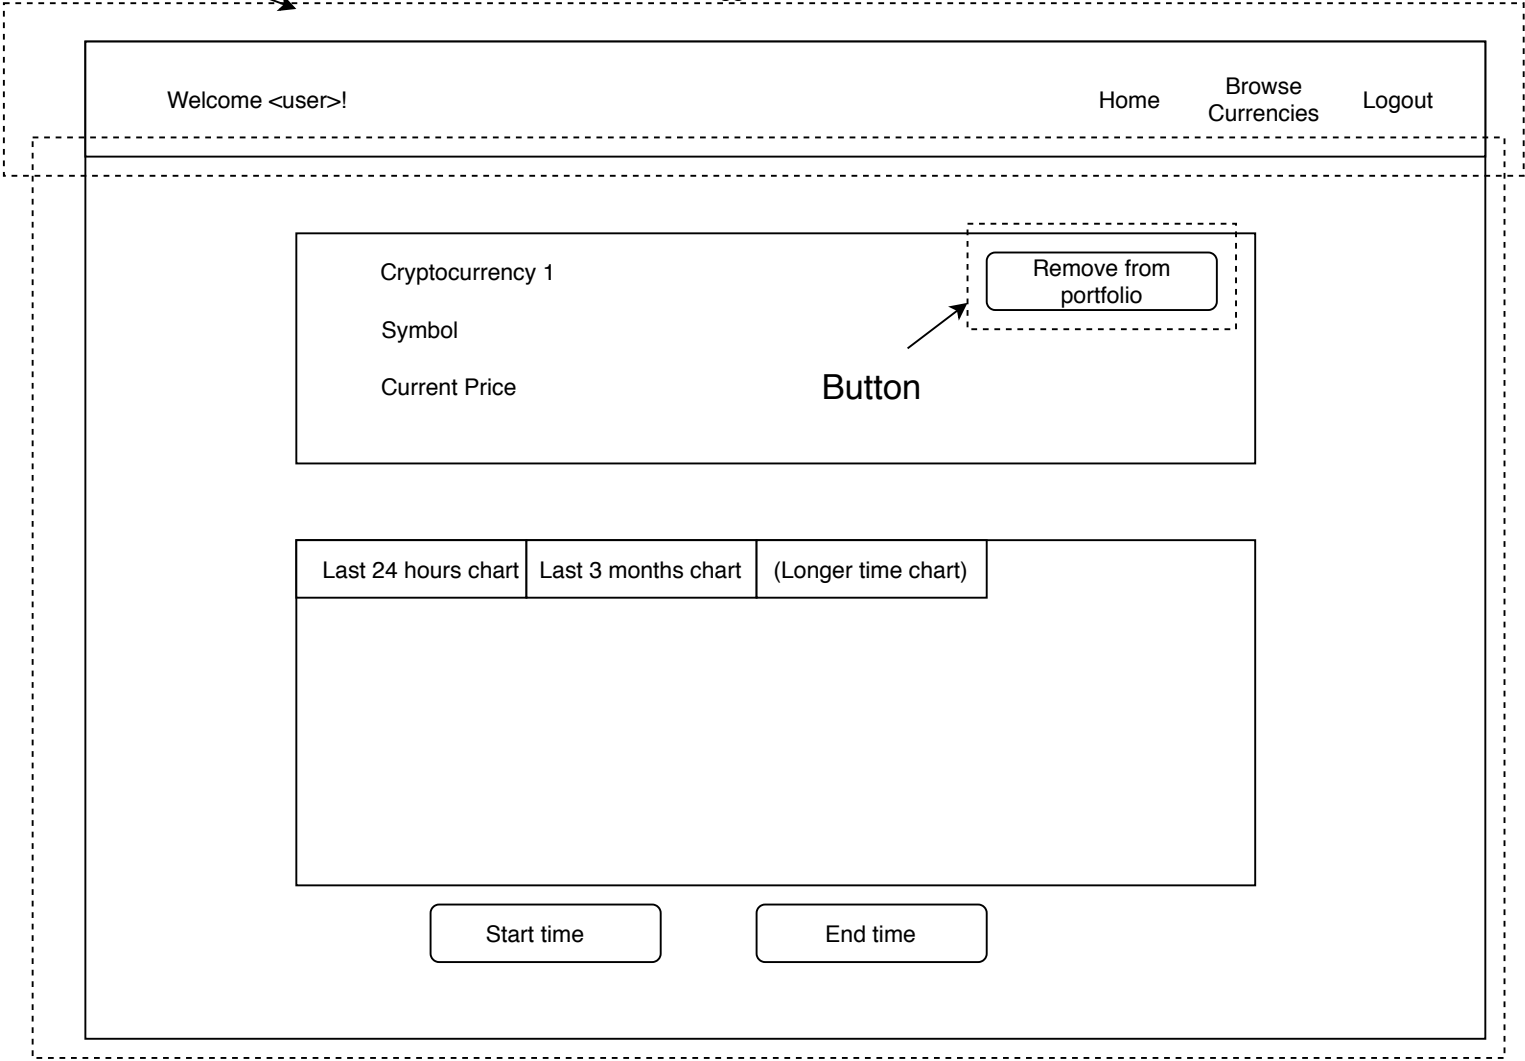 Welcome <user>!
Home
Browse
Currencies
Logout
Cryptocurrency 1
Remove from
portfolio
Symbol
Current Price
Button
Last 24 hours chart
Last 3 months chart
(Longer time chart)
Start time
End time